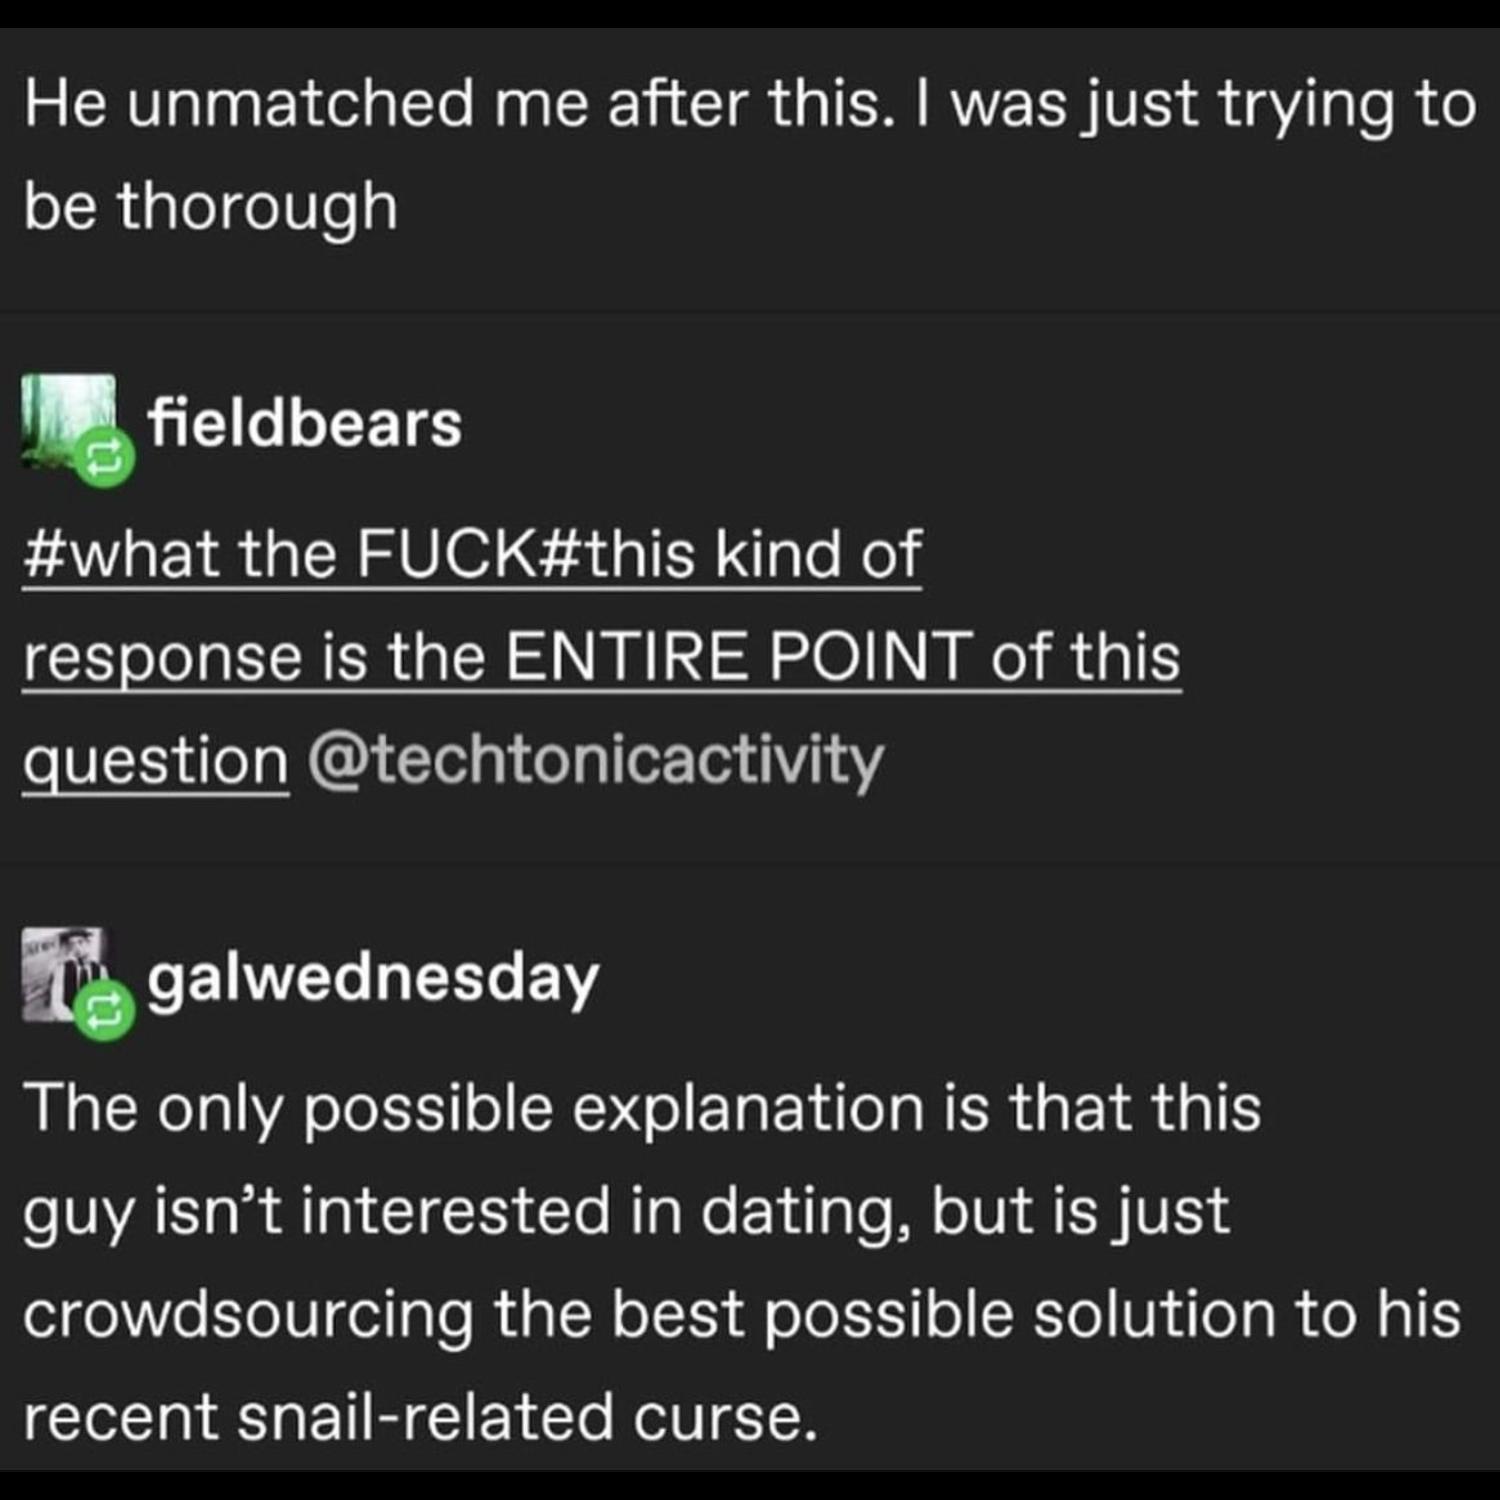 He unmatched me after this. I was just trying to
be thorough
fieldbears
#what the FUCK#this kind of
response is the ENTIRE POINT of this
question @techtonicactivity
galwednesday
The only possible explanation is that this
guy isn’t interested in dating, but is just
crowdsourcing the best possible solution to his
recent snail-related curse.